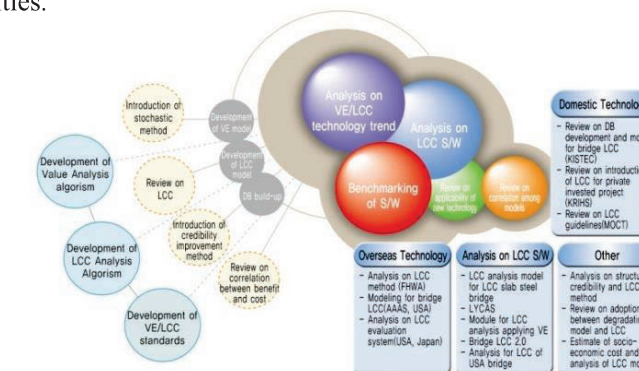 Introduction of
stochastic
method
Development
of VE model
Development of
Value Analysis
algorism
Development
of LCC
model
Review on
LCC
DB build-up
Development of
LCC Analysis
Algorism
Introduction of
credibility
improvement
method
Review on
correlation
between benefit
and cost
Development of
VE/LCC
standards
Analysis on
VE/LCC
technology trend
Analysis on
LCC S/W
Benchmarking
of S/W
Review on
applicability of
new technology
Review on
correlation among
models
Domestic
- Review on DB
development and
for bridge LCC
(KISTEC)
- Review on
of LCC for private
invested project
(KRIHS)
- Review on LCC
guidelines(MOCT)
Overseas Technology
- Analysis on LCC
method (FHWA)
- Modeling for bridge
LCC(AAAS, USA)
- Analysis on LCC
evaluation
system(USA, Japan)
Analysis on LCC S/W
- LCC analysis model
for LCC slab steel
bridge
- LYCAS
- Module for LCC
analysis applying VE
- Bridge LCC 2.0
- Analysis for LCC of
USA bridge
Other
- Analysis on
credibility and LCC
method
- Review on adoption
between
model and LCC
- Estimate of socio-
economic cost and
analysis of LCC